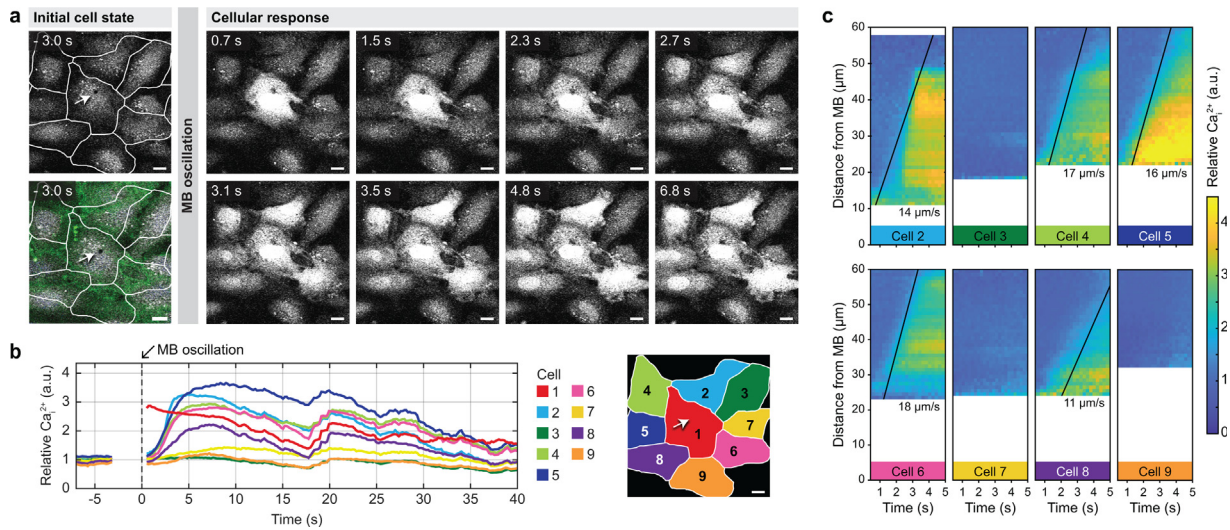 a
Initial cell state
MB oscillation
Cellular response
- 3.0 s
0.7 s
1.5 s
2.3 s
2.7 s
- 3.0 s
3.1 s
3.5 s
4.8 s
6.8 s
b
MB oscillation
Relative Ca i 2+ (a.u.)
4
3
2
1
0
-5
0
5
10
15
20
25
30
35
40
Time (s)
Cell
1 6
2 7
3 8
4 9
5
4 2 3
5 1 7
8 6
9
c
Distance from MB (µm)
60
50
40
30
20
10
0
14 µm/s
17 µm/s
16 µm/s
Cell 2
Cell 3
Cell 4
Cell 5
Distance from MB (µm)
60
50
40
30
20
10
0
18 µm/s
11 µm/s
Cell 6
Cell 7
Cell 8
Cell 9
1 2 3 4 5
1 2 3 4 5
1 2 3 4 5
1 2 3 4 5
Time (s)
Time (s)
Time (s)
Time (s)
Relative Ca i 2+ (a.u.)
4
3
2
1
0